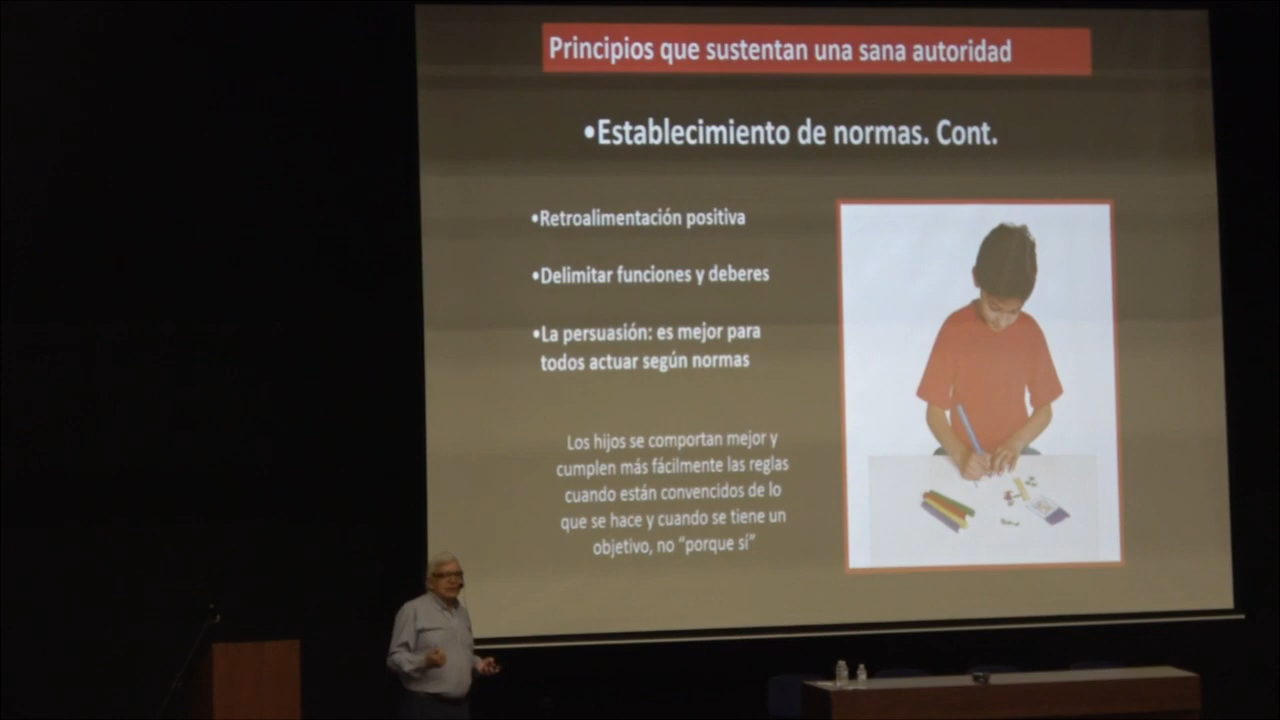 Principios que sustentan una sana autoridad
•Establecimiento de normas. Cont.
•Retroalimentación positiva
•Delimitar funciones y deberes
•La persuasión: es mejor para
todos actuar según normas
Los hijos se comportan mejor y
cumplen más fácilmente las reglas
cuando están convencidos de lo
que se hace y cuando se tiene un
objetivo, no “porque sí”